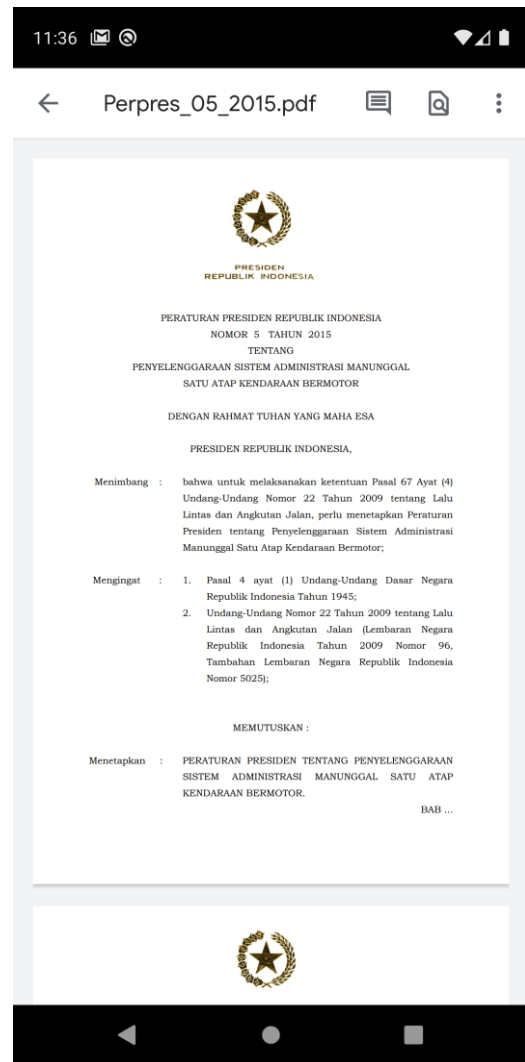 11:36
Perpres_05_2015.pdf
PRESIDEN
REPUBLIK INDONESIA
PERATURAN PRESIDEN REPUBLIK INDONESIA
NOMOR 5 TAHUN 2015
TENTANG
PENYELENGGARAAN SISTEM ADMINISTRASI MANUNGGAL
SATU ATAP KENDARAAN BERMOTOR
DENGAN RAHMAT TUHAN YANG MAHA ESA
PRESIDEN REPUBLIK INDONESIA,
Menimbang : bahwa untuk melaksanakan ketentuan Pasal 67 Ayat (4)
Undang-Undang Nomor 22 Tahun 2009 tentang Lalu
Lintas dan Angkutan Jalan, perlu menetapkan Peraturan
Presiden tentang Penyelenggaraan Sistem Administrasi
Manunggal Satu Atap Kendaraan Bermotor;
Mengingat : 1. Pasal 4 ayat (1) Undang-Undang Dasar Negara
Republik Indonesia Tahun 1945;
2. Undang-Undang Nomor 22 Tahun 2009 tentang Lalu
Lintas dan Angkutan Jalan (Lembaran Negara
Republik Indonesia Tahun 2009 Nomor 96,
Tambahan Lembaran Negara Republik Indonesia
Nomor 5025);
MEMUTUSKAN :
Menetapkan : PERATURAN PRESIDEN TENTANG PENYELENGGARAAN
SISTEM ADMINISTRASI MANUNGGAL SATU ATAP
KENDARAAN BERMOTOR.
BAB ...